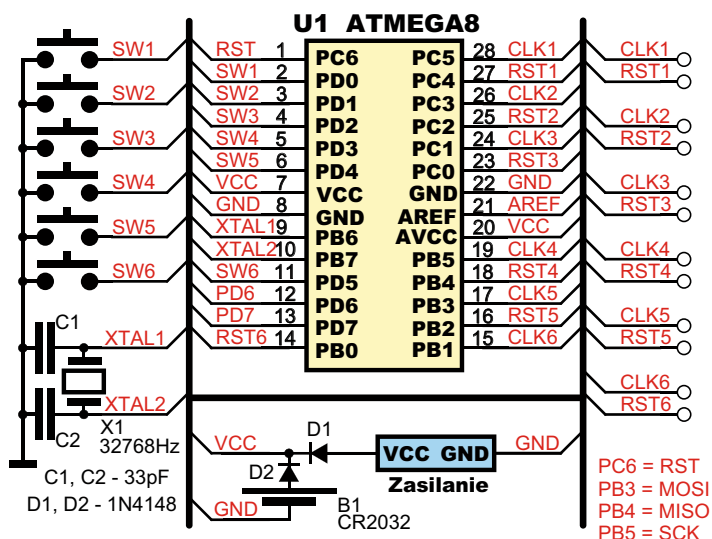 U1 ATMEGA8
SW1
SW2
SW3
SW4
SW5
SW6
C1
XTAL1
XTAL2
C2
X1
32768Hz
C1, C2 - 33pF
D1, D2 - 1N4148
RST 1 PC6
SW1 2 PD0
SW2 3 PD1
SW3 4 PD2
SW4 5 PD3
SW5 6 PD4
VCC 7 VCC
GND 8 GND
XTAL1 9 PB6
XTAL2 10 PB7
SW6 11 PD5
PD6 12 PD6
PD7 13 PD7
RST6 14 PB0
PC5 28 CLK1
PC4 27 RST1
PC3 26 CLK2
PC2 25 RST2
PC1 24 CLK3
PC0 23 RST3
GND 22 GND
AREF 21 AREF
AVCC 20 VCC
PB5 19 CLK4
PB4 18 RST4
PB3 17 CLK5
PB2 16 RST5
PB1 15 CLK6
CLK1
RST1
CLK2
RST2
CLK3
RST3
CLK4
RST4
CLK5
RST5
CLK6
RST6
VCC
D1
D2
GND
B1
CR2032
VCC GND
Zasilanie
GND
PC6 = RST
PB3 = MOSI
PB4 = MISO
PB5 = SCK